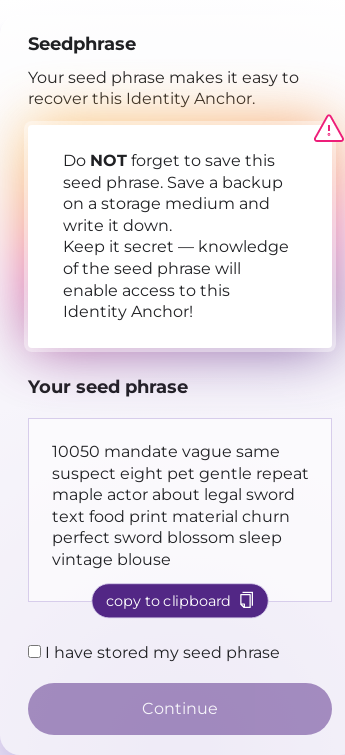 Seedphrase
Your seed phrase makes it easy to
recover this Identity Anchor.
Do NOT forget to save this
seed phrase. Save a backup
on a storage medium and
write it down.
Keep it secret — knowledge
of the seed phrase will
enable access to this
Identity Anchor!
Your seed phrase
10050 mandate vague same
suspect eight pet gentle repeat
maple actor about legal sword
text food print material churn
perfect sword blossom sleep
vintage blouse
copy to clipboard
I have stored my seed phrase
Continue